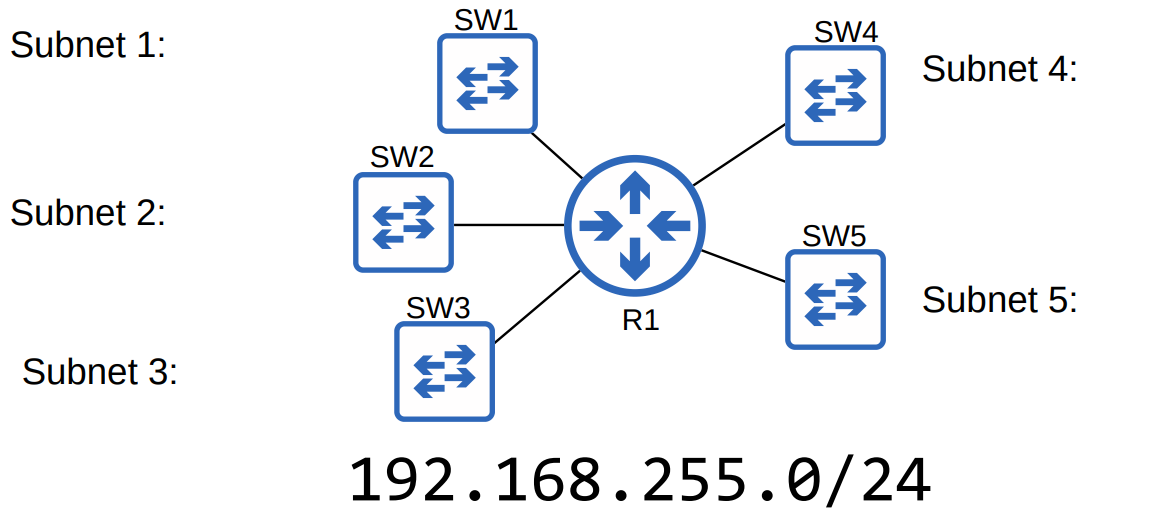 SW1
Subnet 1:
SW4
Subnet 4:
SW2
Subnet 2:
SW5
Subnet 5:
SW3
R1
Subnet 3:
192.168.255.0/24